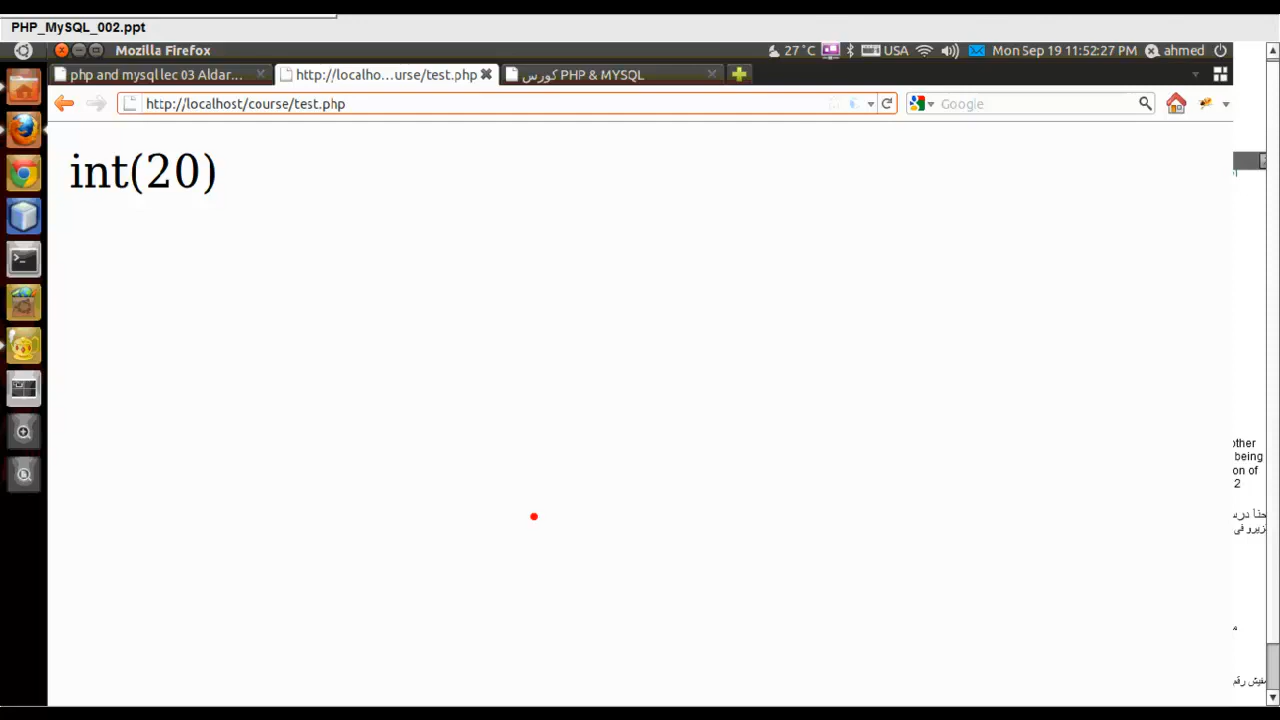 PHP_MySQL_002.ppt
Mozilla Firefox
27 °C
USA
Mon Sep 19 11:52:27 PM
ahmed
php and mysql lec 03 Aldar...
http://localho...urse/test.php
كورس PHP & MYSQL
http://localhost/course/test.php
Google
int(20)
other
being
on of
2